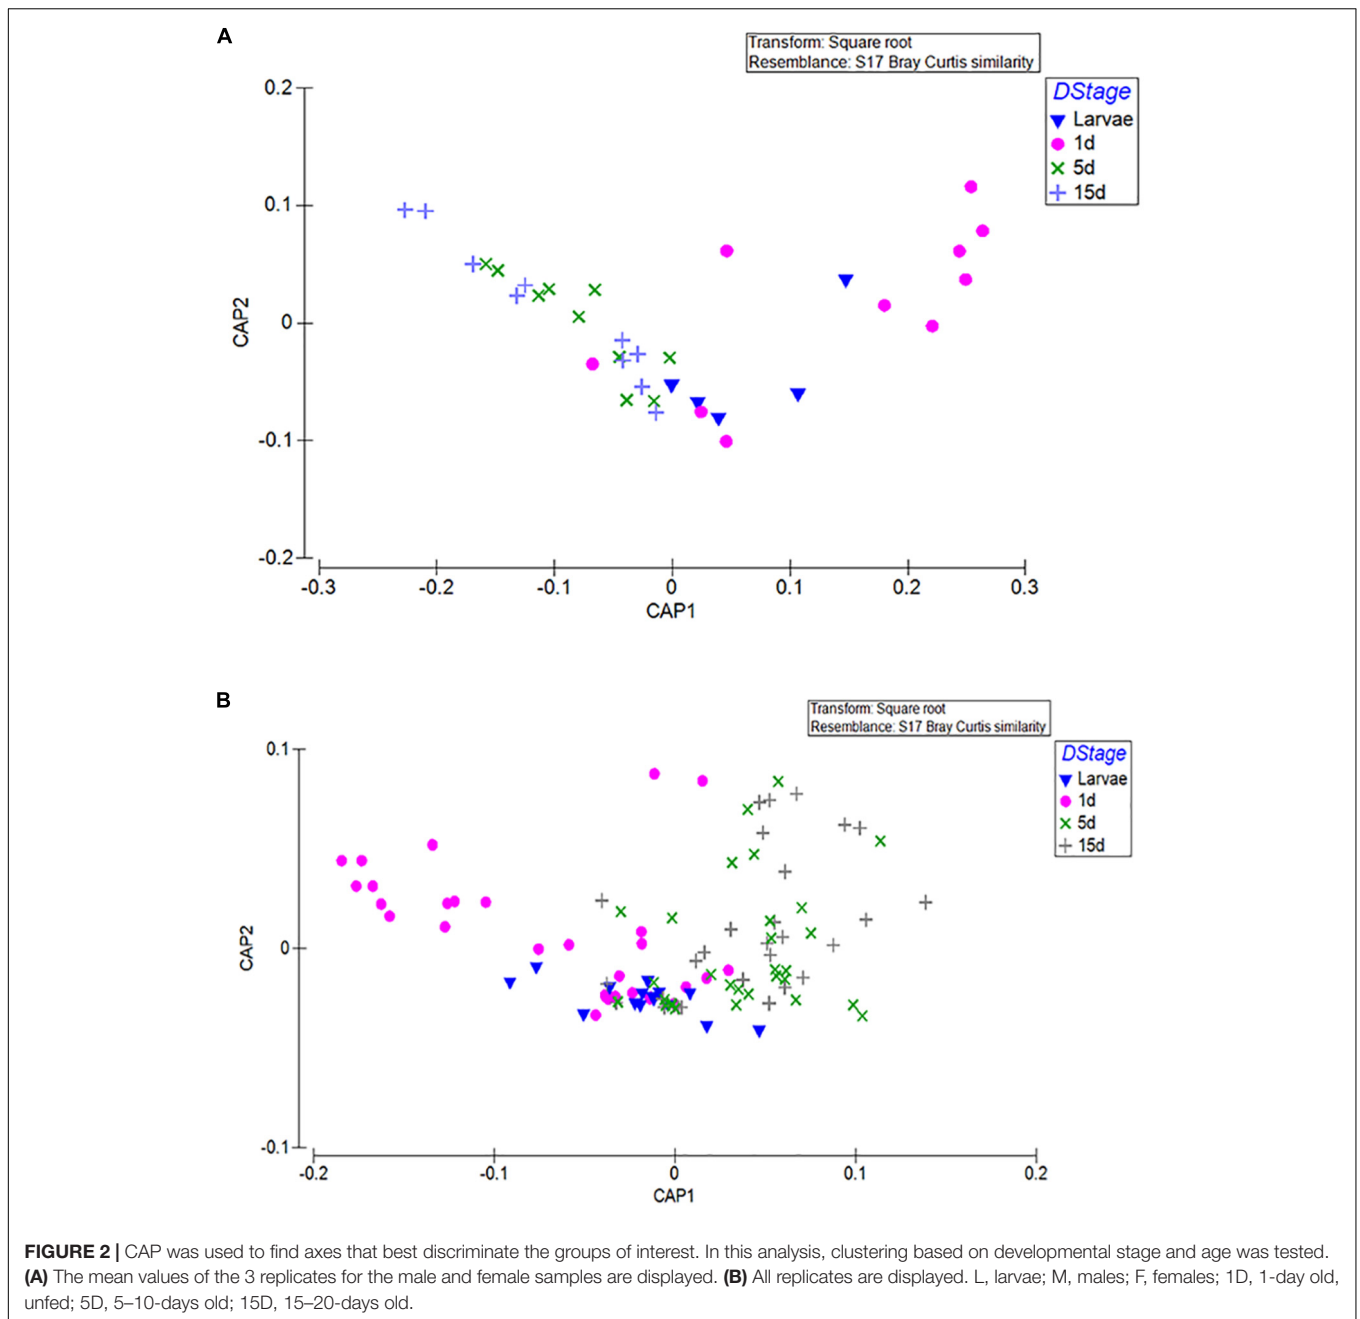 A
Transform: Square root
Resemblance: S17 Bray Curtis similarity
DStage
Larvae
1d
5d
15d
0.2
0.1
0
-0.1
-0.2
CAP2
-0.3 -0.2 -0.1 0 0.1 0.2 0.3
CAP1
B
Transform: Square root
Resemblance: S17 Bray Curtis similarity
DStage
Larvae
1d
5d
15d
0.1
0
-0.1
CAP2
-0.2 -0.1 0 0.1 0.2
CAP1
FIGURE 2 | CAP was used to find axes that best discriminate the groups of interest. In this analysis, clustering based on developmental stage and age was tested.
(A) The mean values of the 3 replicates for the male and female samples are displayed. (B) All replicates are displayed. L, larvae; M, males; F, females; 1D, 1-day old,
unfed; 5D, 5–10-days old; 15D, 15–20-days old.